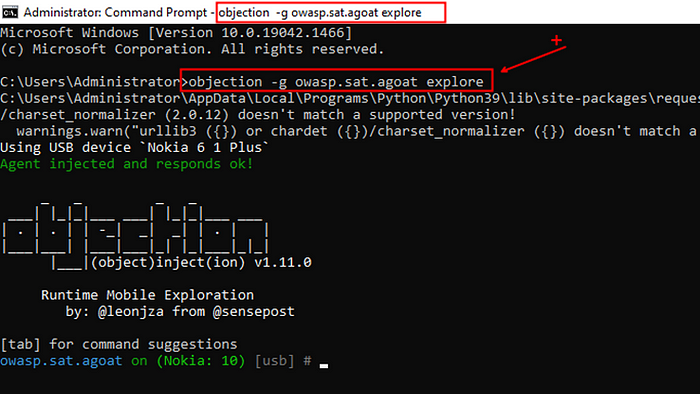 Administrator: Command Prompt - objection -g owasp.sat.agoat explore
Microsoft Windows [Version 10.0.19042.1466]
(c) Microsoft Corporation. All rights reserved.
C:\Users\Administrator>objection -g owasp.sat.agoat explore
C:\Users\Administrator\AppData\Local\Programs\Python\Python39\lib\site-packages\reque
/charset_normalizer (2.0.12) doesn't match a supported version!
warnings.warn("urllib3 ({}) or chardet ({})/charset_normalizer ({}) doesn't match a
Using USB device `Nokia 6 1 Plus`
Agent injected and responds ok!
objection
|___|(object)inject(ion) v1.11.0
Runtime Mobile Exploration
by: @leonjza from @sensepost
[tab] for command suggestions
owasp.sat.agoat on (Nokia: 10) [usb] #